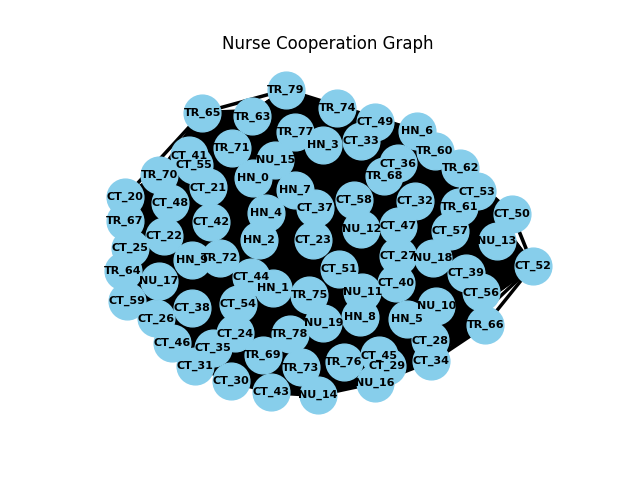 Nurse Cooperation Graph
TR_79
TR_65
TR_63
TR_74
CT_49
HN_6
TR_77
HN_3
CT_33
TR_71
CT_41
CT_55
NU_15
TR_60
CT_36
TR_62
TR_68
TR_70
HN_0
CT_21
HN_7
CT_53
CT_20
CT_48
CT_58
CT_32
TR_61
CT_37
HN_4
CT_50
TR_67
CT_42
NU_12
CT_47
CT_57
CT_22
HN_2
CT_23
NU_13
CT_25
HN_9
TR_72
CT_27
NU_18
CT_52
TR_64
CT_51
CT_39
NU_17
CT_44
CT_40
HN_1
TR_75
NU_11
CT_56
CT_59
CT_38
CT_54
NU_10
CT_26
NU_19
HN_8
HN_5
TR_66
CT_24
TR_78
CT_46
CT_35
CT_28
TR_69
CT_45
CT_31
TR_73
TR_76
CT_29
CT_34
CT_30
NU_16
CT_43
NU_14